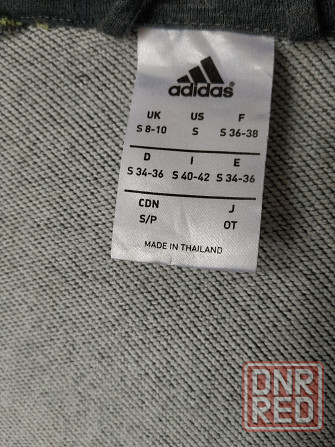 adidas
UK US F
S 8-10 S S 36-38
D I E
S 34-36 S 40-42 S 34-36
CDN J
S/P OT
MADE IN THAILAND
DNR
RED